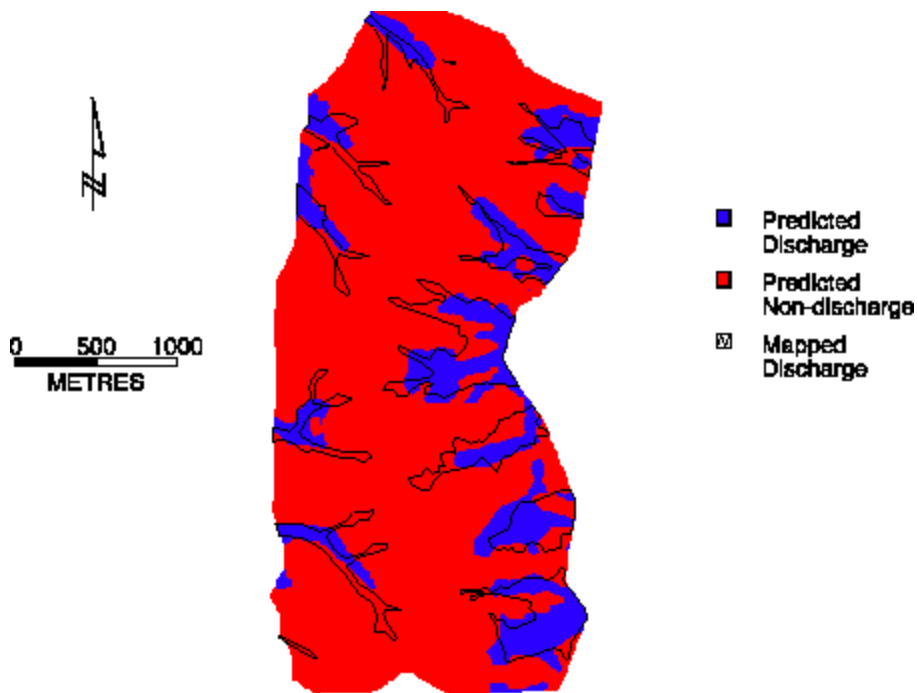 Predicted
Discharge
Predicted
Non-discharge
Mapped
Discharge
0 500 1000
METRES
N